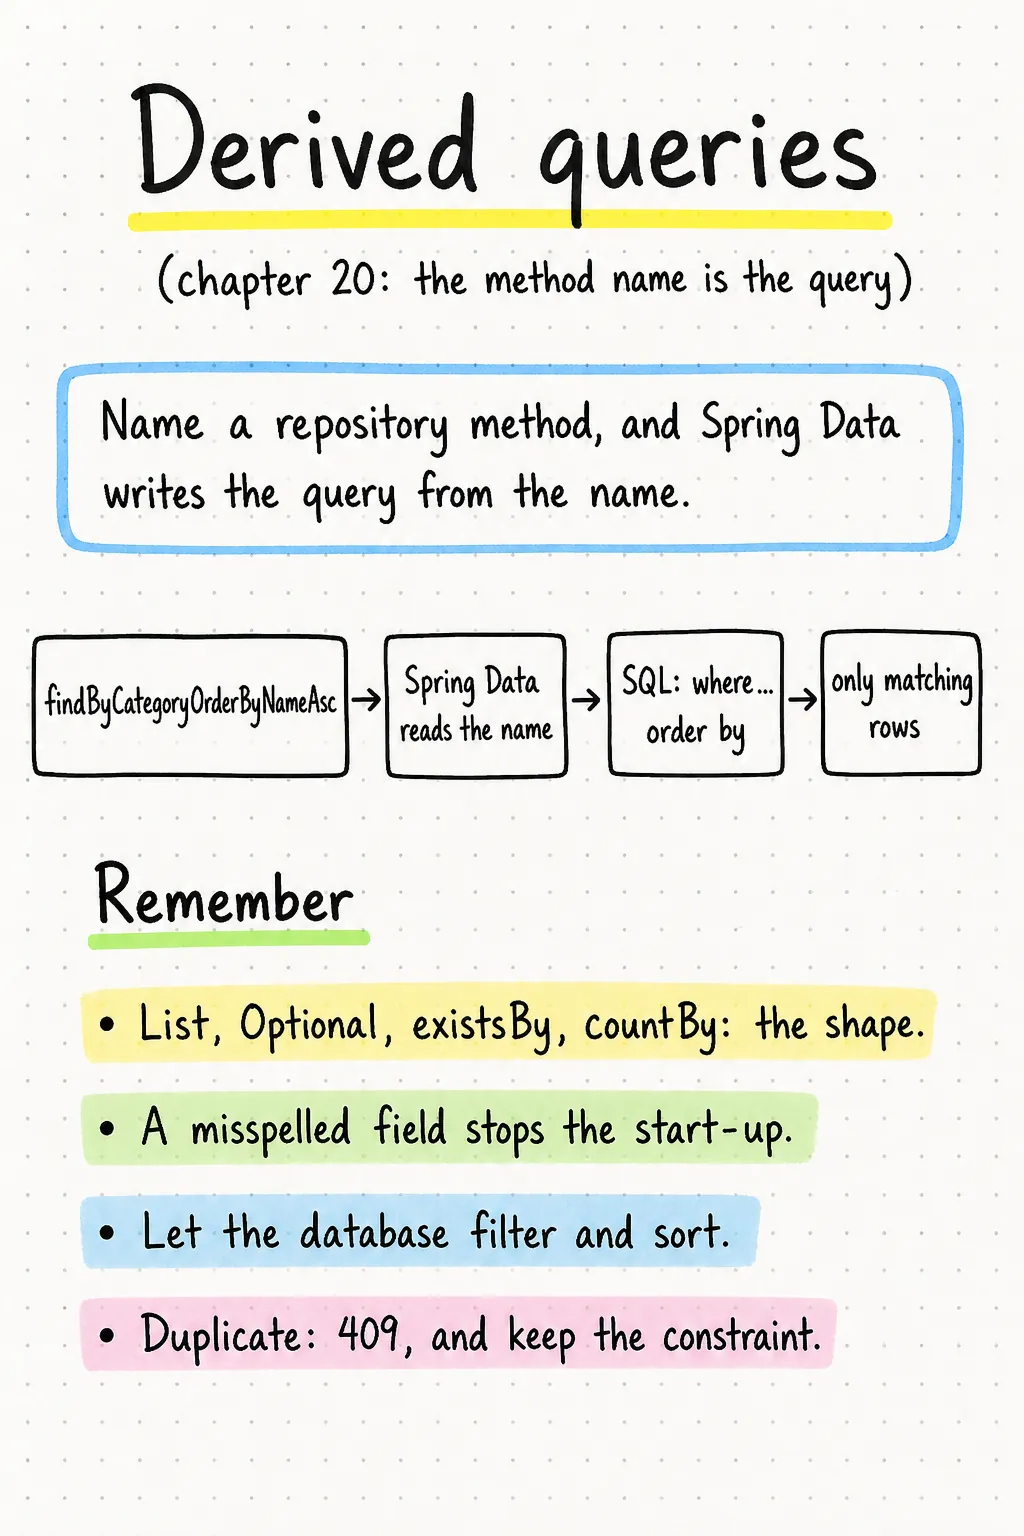 Derived queries
(chapter 20: the method name is the query)
Name a repository method, and Spring Data
writes the query from the name.
findByCategoryOrderByNameAsc
Spring Data
reads the name
SQL: where...
order by
only matching
rows
Remember
• List, Optional, existsBy, countBy: the shape.
• A misspelled field stops the start-up.
• Let the database filter and sort.
• Duplicate: 409, and keep the constraint.